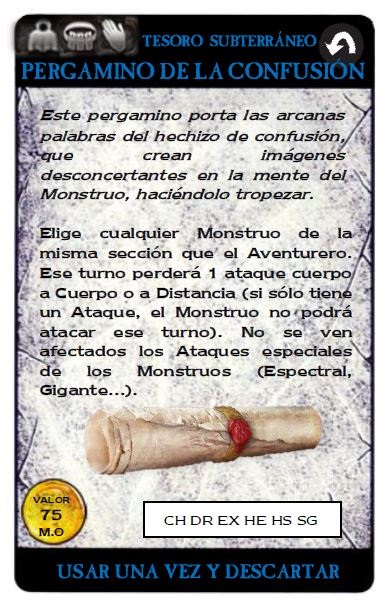 TESORO SUBTERRÁNEO
PERGAMINO DE LA CONFUSIÓN
Este pergamino porta las arcanas
palabras del hechizo de confusión,
que crean imágenes
desconcertantes en la mente del
Monstruo, haciéndolo tropezar.
Elige cualquier Monstruo de la
misma sección que el Aventurero.
Ese turno perderá 1 ataque cuerpo
a Cuerpo o a Distancia (si sólo tiene
un Ataque, el Monstruo no podrá
atacar ese turno). No se ven
afectados los Ataques especiales
de los Monstruos (Espectral,
Gigante...).
VALOR
75
M.O
CH DR EX HE HS SG
USAR UNA VEZ Y DESCARTAR